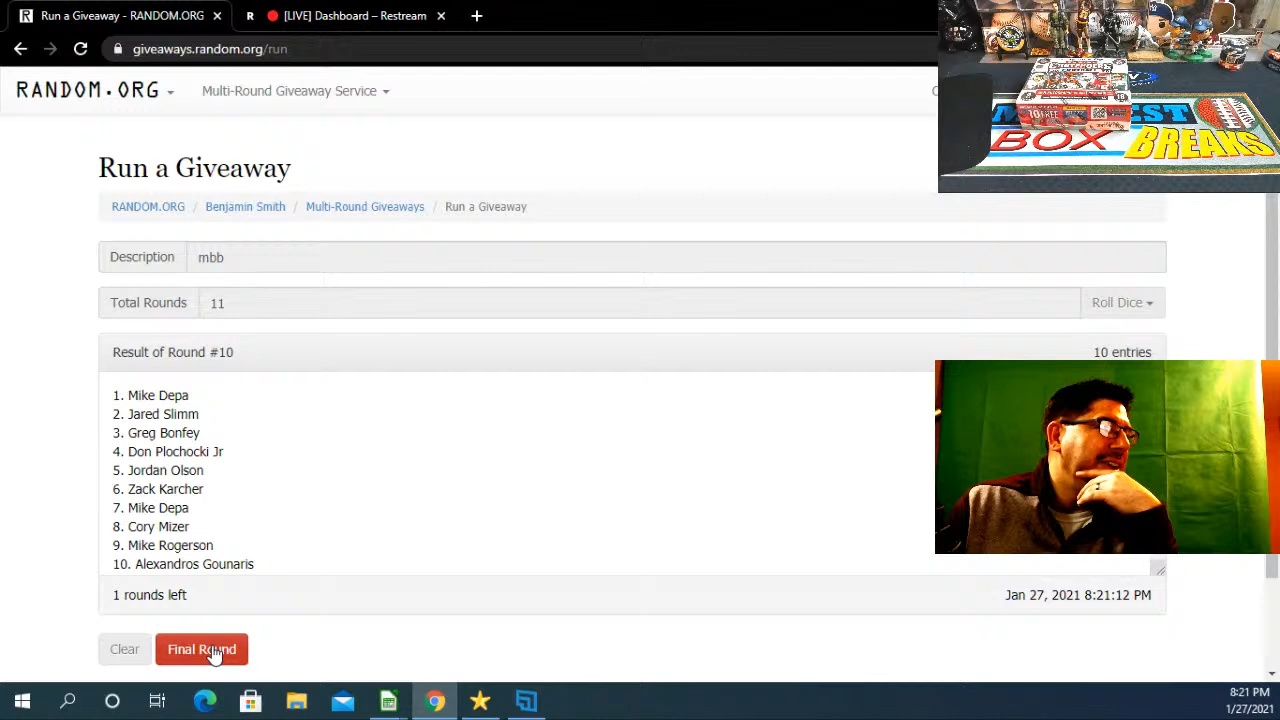 Run a Giveaway - RANDOM.ORG
R [LIVE] Dashboard – Restream
giveaways.random.org/run
RANDOM.ORG
Multi-Round Giveaway Service
Run a Giveaway
RANDOM.ORG / Benjamin Smith / Multi-Round Giveaways / Run a Giveaway
Description mbb
Total Rounds 11 Roll Dice
Result of Round #10 10 entries
1. Mike Depa
2. Jared Slimm
3. Greg Bonfey
4. Don Plochocki Jr
5. Jordan Olson
6. Zack Karcher
7. Mike Depa
8. Cory Mizer
9. Mike Rogerson
10. Alexandros Gounaris
1 rounds left Jan 27, 2021 8:21:12 PM
Clear Final Round
BOX BREAKS
8:21 PM
1/27/2021